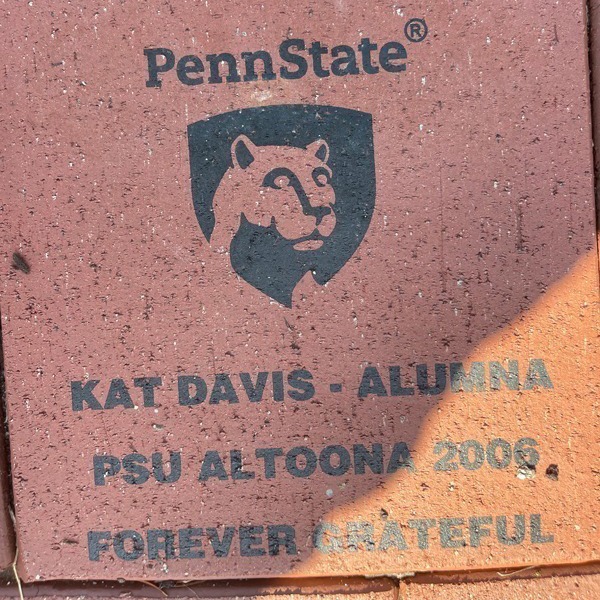 PennState®
KAT DAVIS - ALUMNA
PSU ALTOONA 2006
FOREVER GRATEFUL